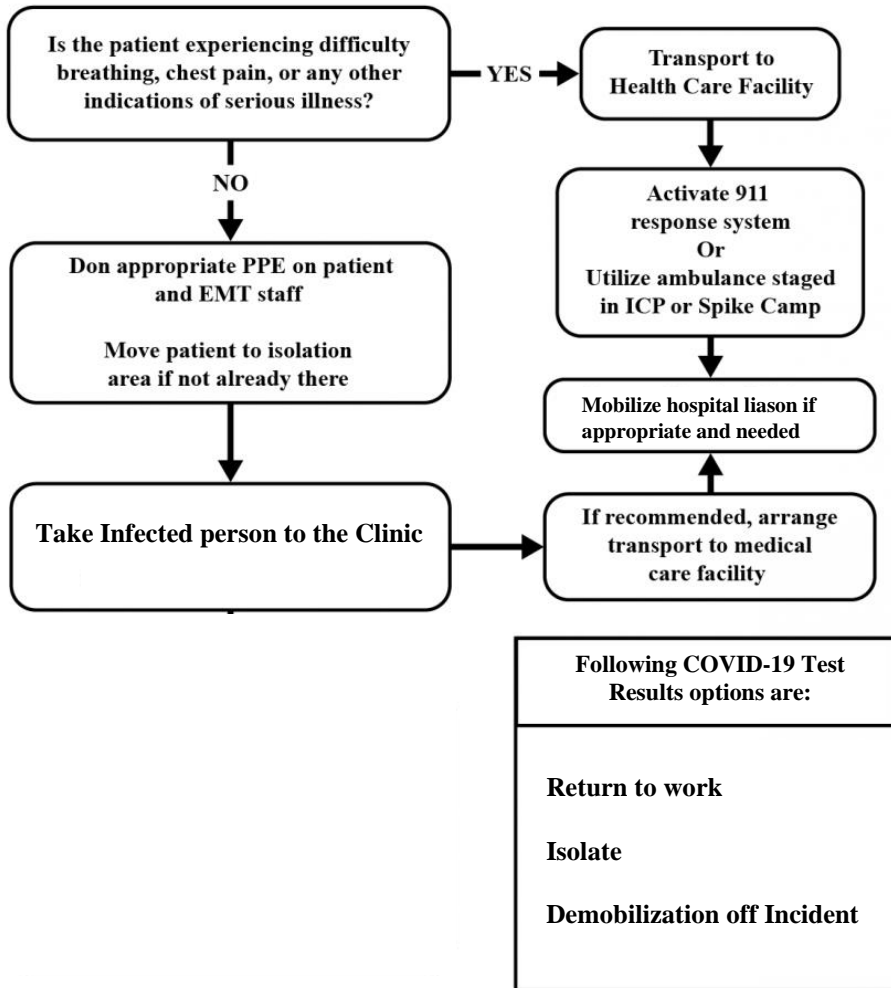 Is the patient experiencing difficulty
breathing, chest pain, or any other
indications of serious illness?
YES
Transport to
Health Care Facility
NO
Activate 911
response system
Or
Utilize ambulance staged
in ICP or Spike Camp
Don appropriate PPE on patient
and EMT staff
Move patient to isolation
area if not already there
Mobilize hospital liason if
appropriate and needed
Take Infected person to the Clinic
If recommended, arrange
transport to medical
care facility
Following COVID-19 Test
Results options are:
Return to work
Isolate
Demobilization off Incident